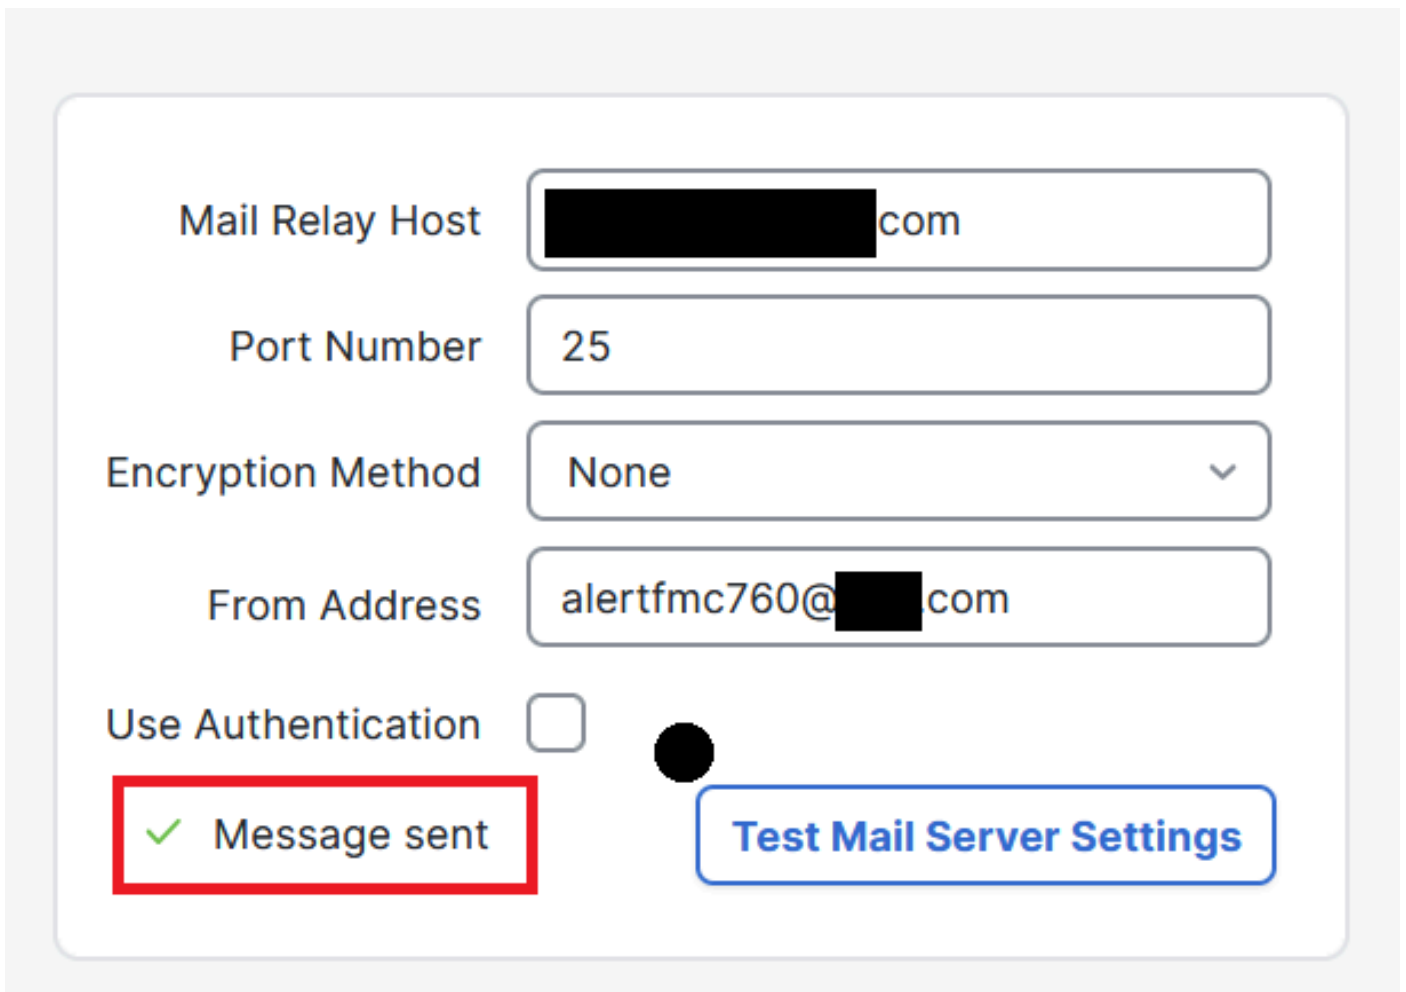 Mail Relay Host com
Port Number 25
Encryption Method None
From Address alertfmc760@ .com
Use Authentication
Message sent Test Mail Server Settings